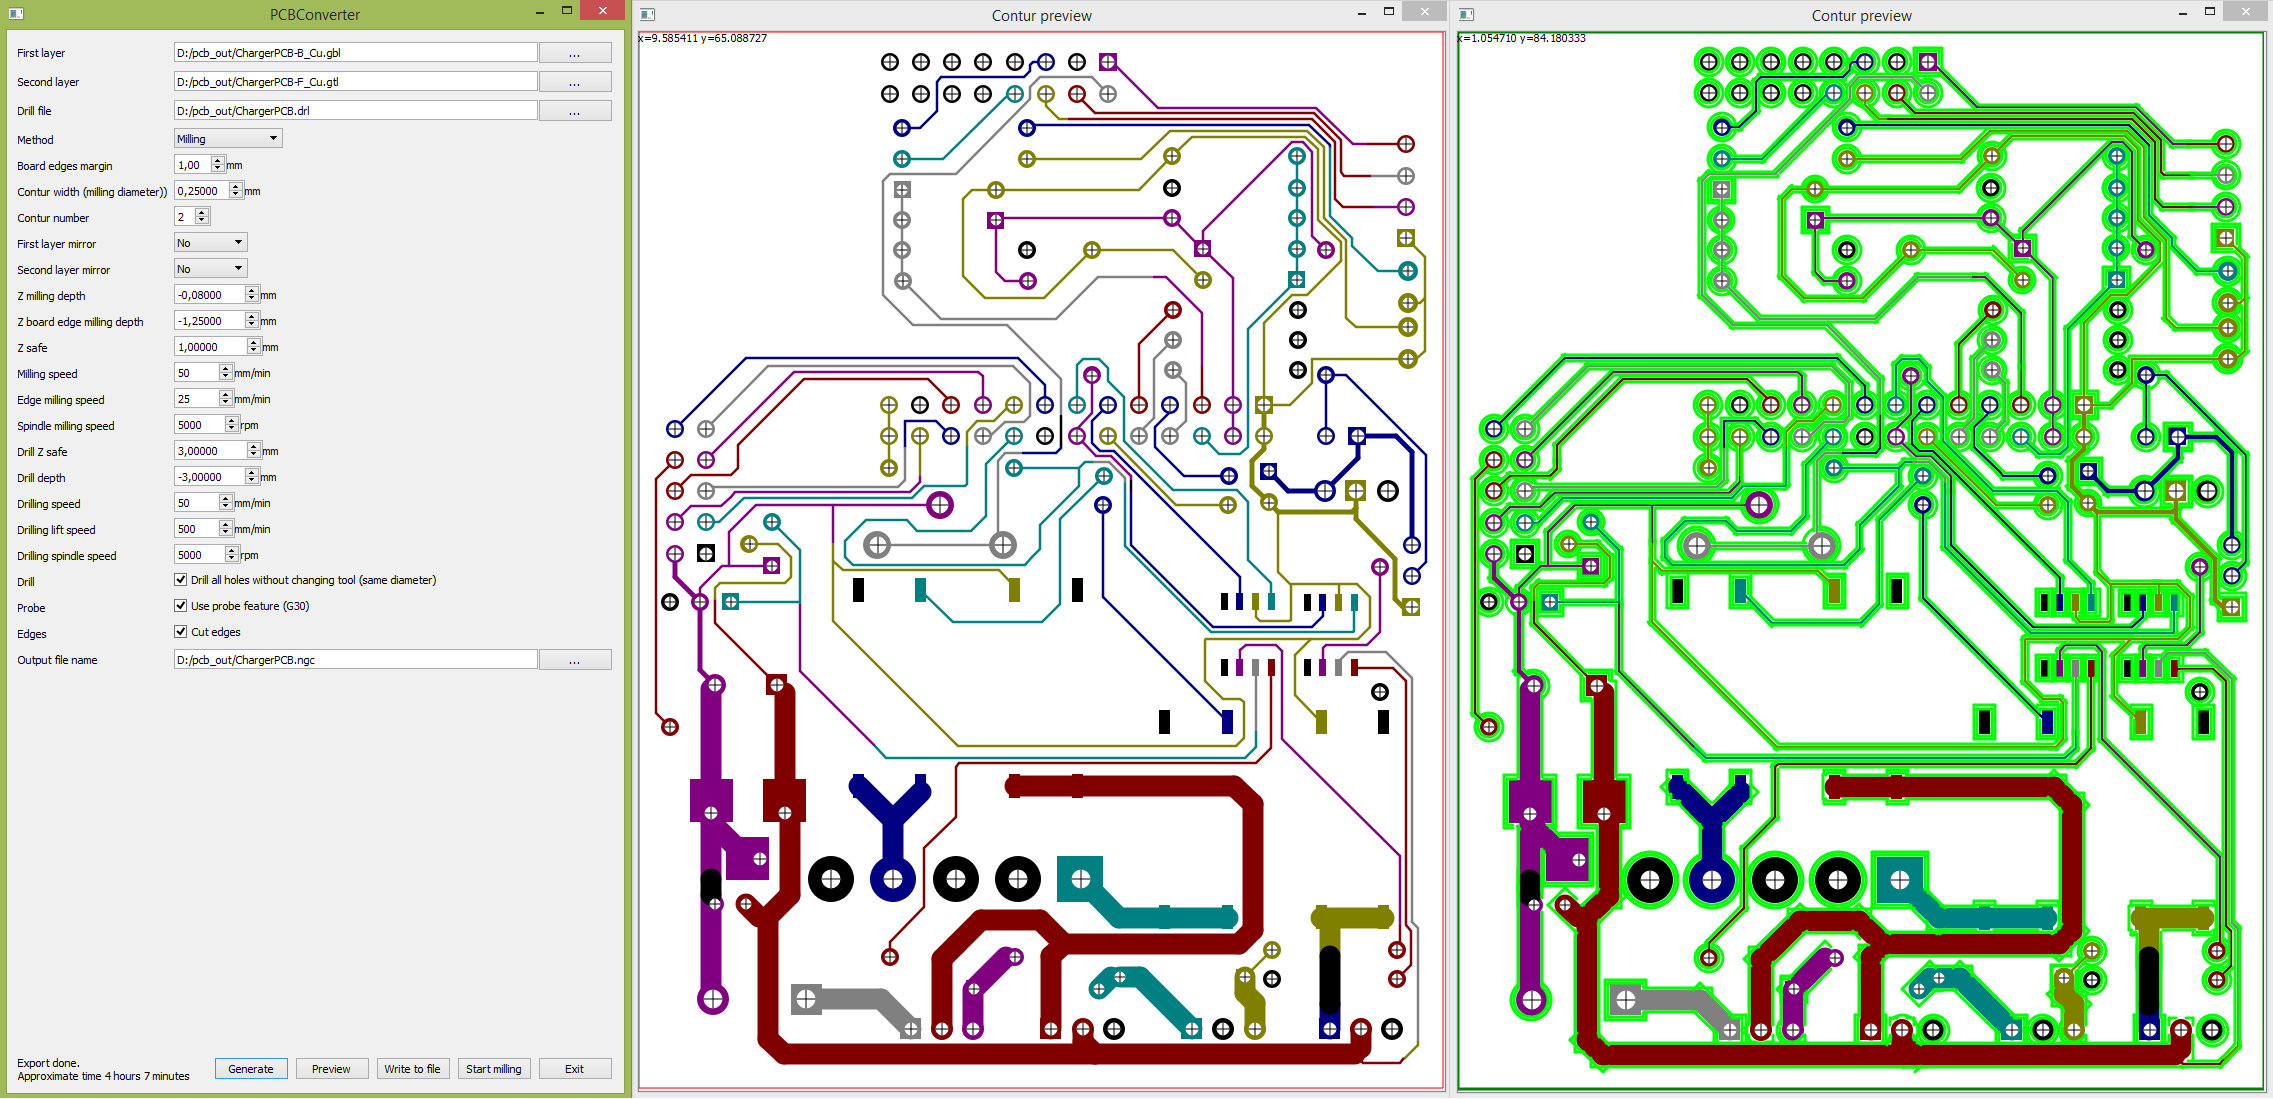 PCBConverter
First layer D:/pcb_out/ChargerPCB-B_Cu.gbl ...
Second layer D:/pcb_out/ChargerPCB-F_Cu.gtl ...
Drill file D:/pcb_out/ChargerPCB.drl ...
Method Milling
Board edges margin 1,00 mm
Contur width (milling diameter)) 0,25000 mm
Contur number 2
First layer mirror No
Second layer mirror No
Z milling depth -0,08000 mm
Z board edge milling depth -1,25000 mm
Z safe 1,00000 mm
Milling speed 50 mm/min
Edge milling speed 25 mm/min
Spindle milling speed 5000 rpm
Drill Z safe 3,00000 mm
Drill depth -3,00000 mm
Drilling speed 50 mm/min
Drilling lift speed 500 mm/min
Drilling spindle speed 5000 rpm
Drill Drill all holes without changing tool (same diameter)
Probe Use probe feature (G30)
Edges Cut edges
Output file name D:/pcb_out/ChargerPCB.ngc ...
Export done.
Approximate time 4 hours 7 minutes
Generate Preview Write to file Start milling Exit
Contur preview
x=9.585411 y=65.088727
Contur preview
x=1.054710 y=84.180333